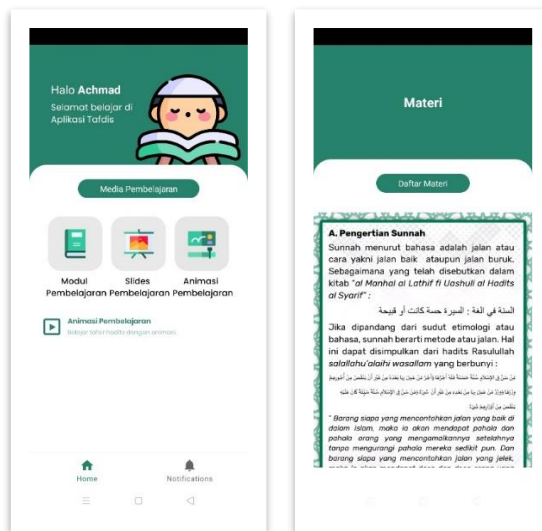 Halo Achmad
Selamat belajar di
Aplikasi Tafdis
Media Pembelajaran
Modul Slides Animasi
Pembelajaran Pembelajaran Pembelajaran
Animasi Pembelajaran
Belajar tafsir hadits dengan animasi.
Home Notifications
Materi
Daftar Materi
A. Pengertian Sunnah
Sunnah menurut bahasa adalah jalan atau
cara yakni jalan baik ataupun jalan buruk.
Sebagaimana yang telah disebutkan dalam
kitab "al Manhal al Lathif fi Uashuli al Hadits
al Syarif" :
السنة في الغة : السيرة حسة كانت أو قبيحة
Jika dipandang dari sudut etimologi atau
bahasa, sunnah berarti metode atau jalan. Hal
ini dapat disimpulkan dari hadits Rasulullah
salallahu'alaihi wasallam yang berbunyi :
" Barang siapa yang mencontohkan jalan yang baik di
dalam islam, maka ia akan mendapat pahala dan
pahala orang yang mengamalkannya setelahnya
tanpa mengurangi pahala mereka sedikit pun. Dan
barang siapa yang mencontohkan jalan yang jelek,